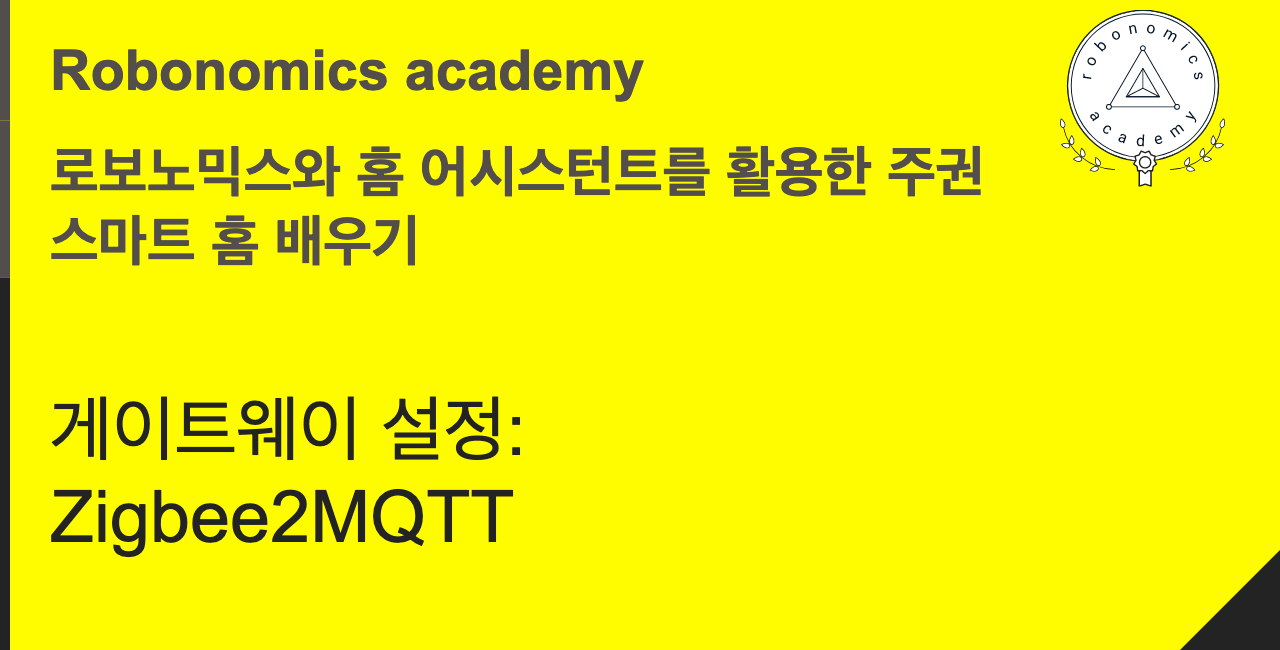 Robonomics academy
로보노믹스와 홈 어시스턴트를 활용한 주권
스마트 홈 배우기
게이트웨이 설정:
Zigbee2MQTT
robonomics
academy